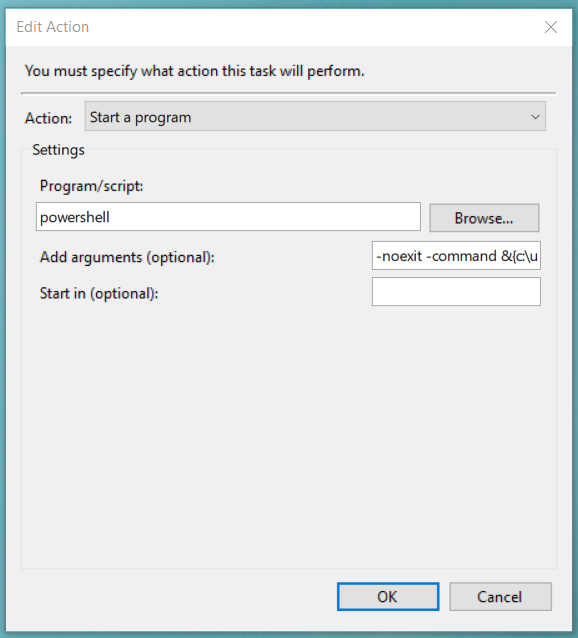 Edit Action
You must specify what action this task will perform.
Action: Start a program
Settings
Program/script:
powershell Browse...
Add arguments (optional): -noexit -command &{c:\u
Start in (optional):
OK Cancel